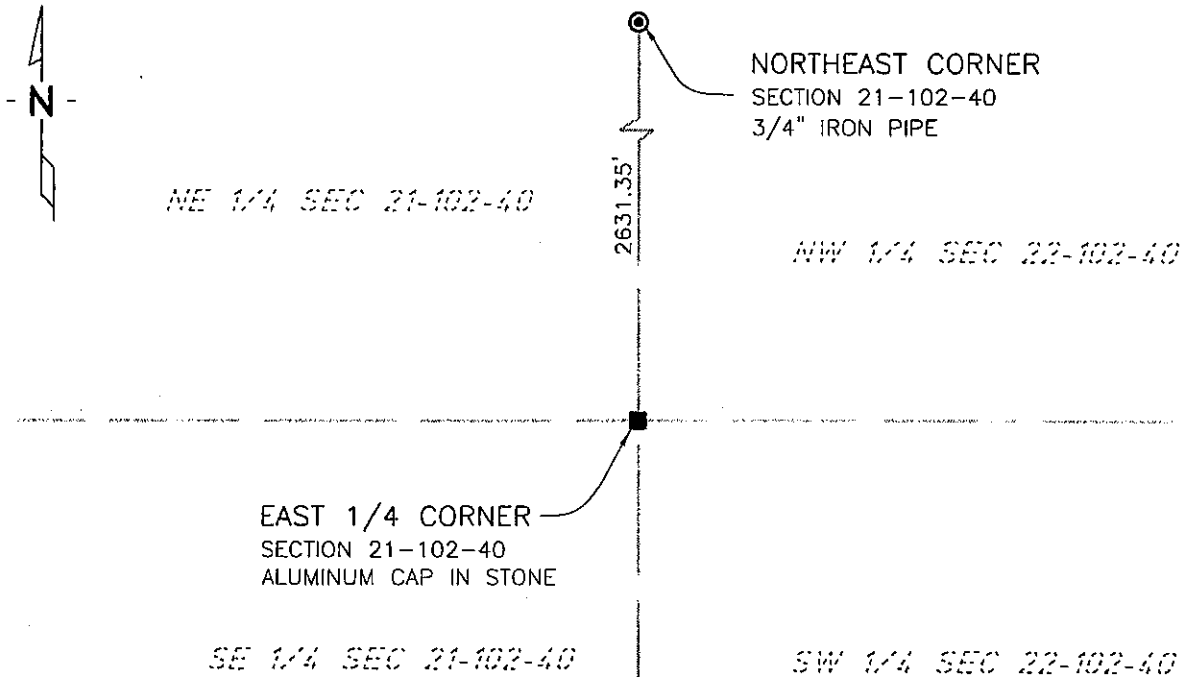 NORTHEAST CORNER
SECTION 21-102-40
3/4" IRON PIPE
- N -
2631.35'
NE 1/4 SEC 21-102-40
NW 1/4 SEC 22-102-40
EAST 1/4 CORNER
SECTION 21-102-40
ALUMINUM CAP IN STONE
SE 1/4 SEC 21-102-40
SW 1/4 SEC 22-102-40